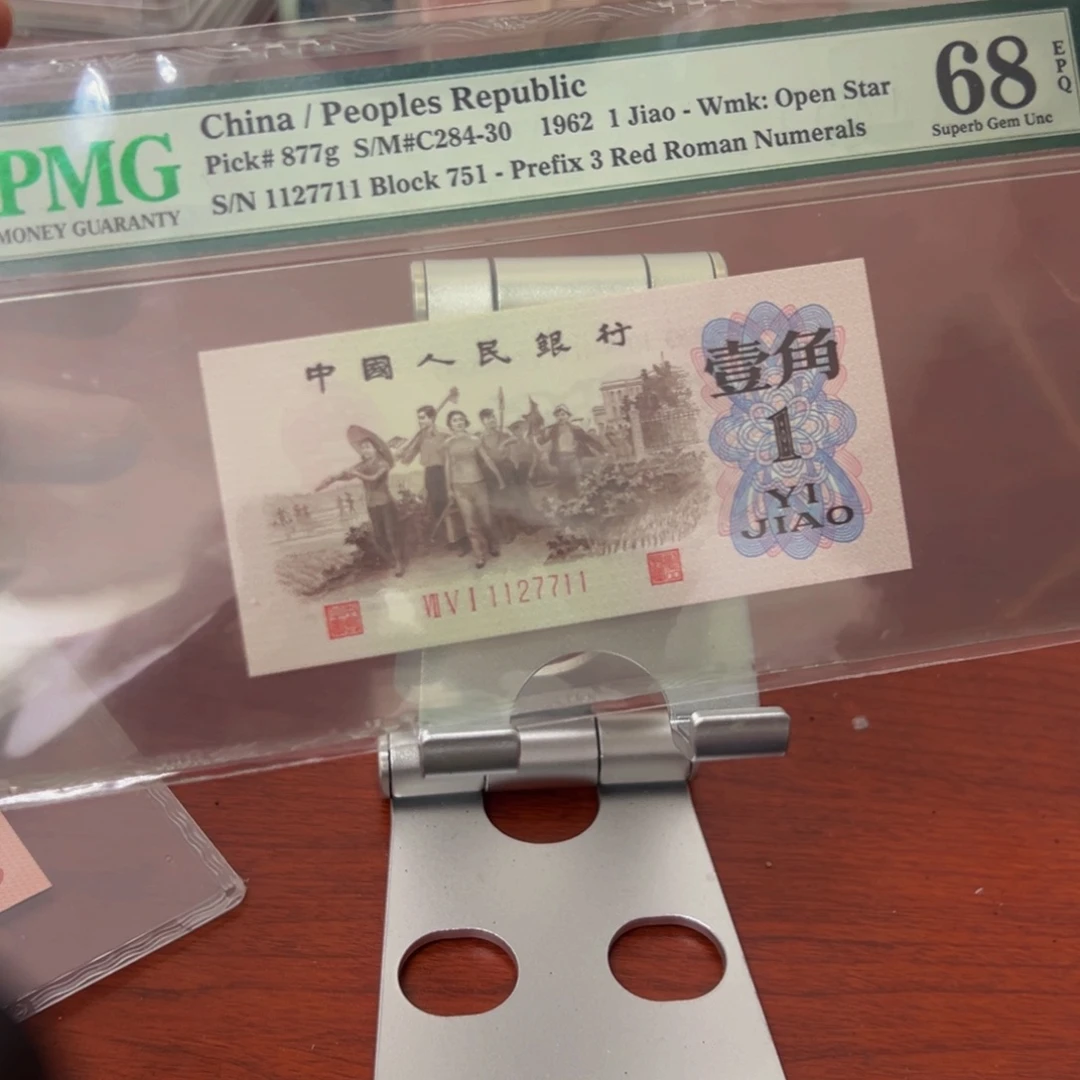 PMG
MONEY GUARANTY
China / Peoples Republic
Pick# 877g S/M#C284-30 1962 1 Jiao - Wmk: Open Star
S/N 1127711 Block 751 - Prefix 3 Red Roman Numerals
68
EPQ
Superb Gem Unc
中國人民銀行
壹角
1
YI
JIAO
VII V I 1127711